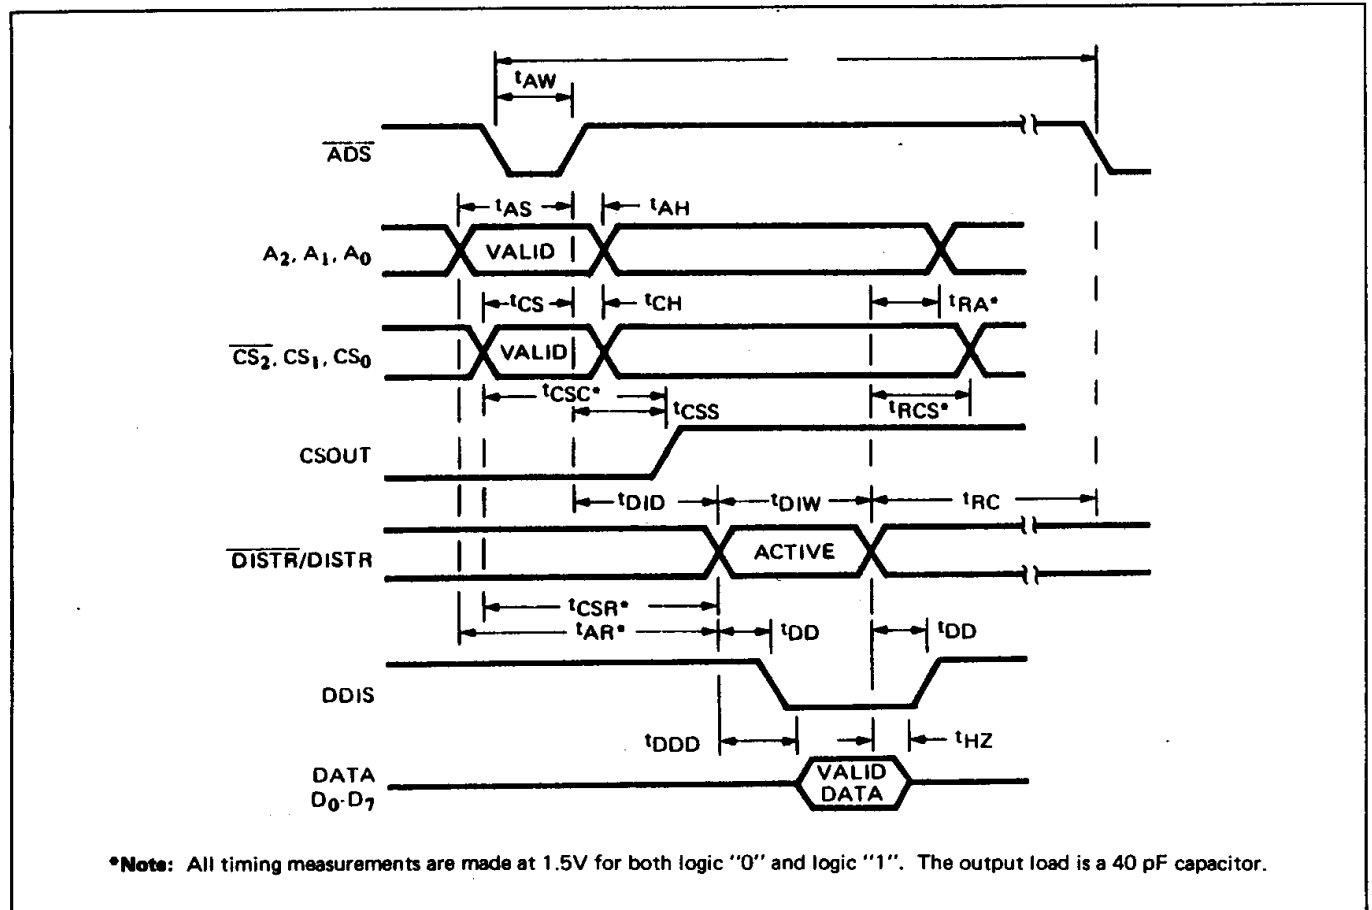 tAW
ADS
tAS
tAH
A2, A1, A0
VALID
tCS
tCH
tRA*
CS2, CS1, CS0
VALID
tCSC*
tCSS
tRCS*
CSOUT
tDID
tDIW
tRC
DISTR/DISTR
ACTIVE
tCSR*
tAR*
tDD
tDD
DDIS
tDDD
tHZ
DATA
D0-D7
VALID
DATA
*Note: All timing measurements are made at 1.5V for both logic "0" and logic "1". The output load is a 40 pF capacitor.